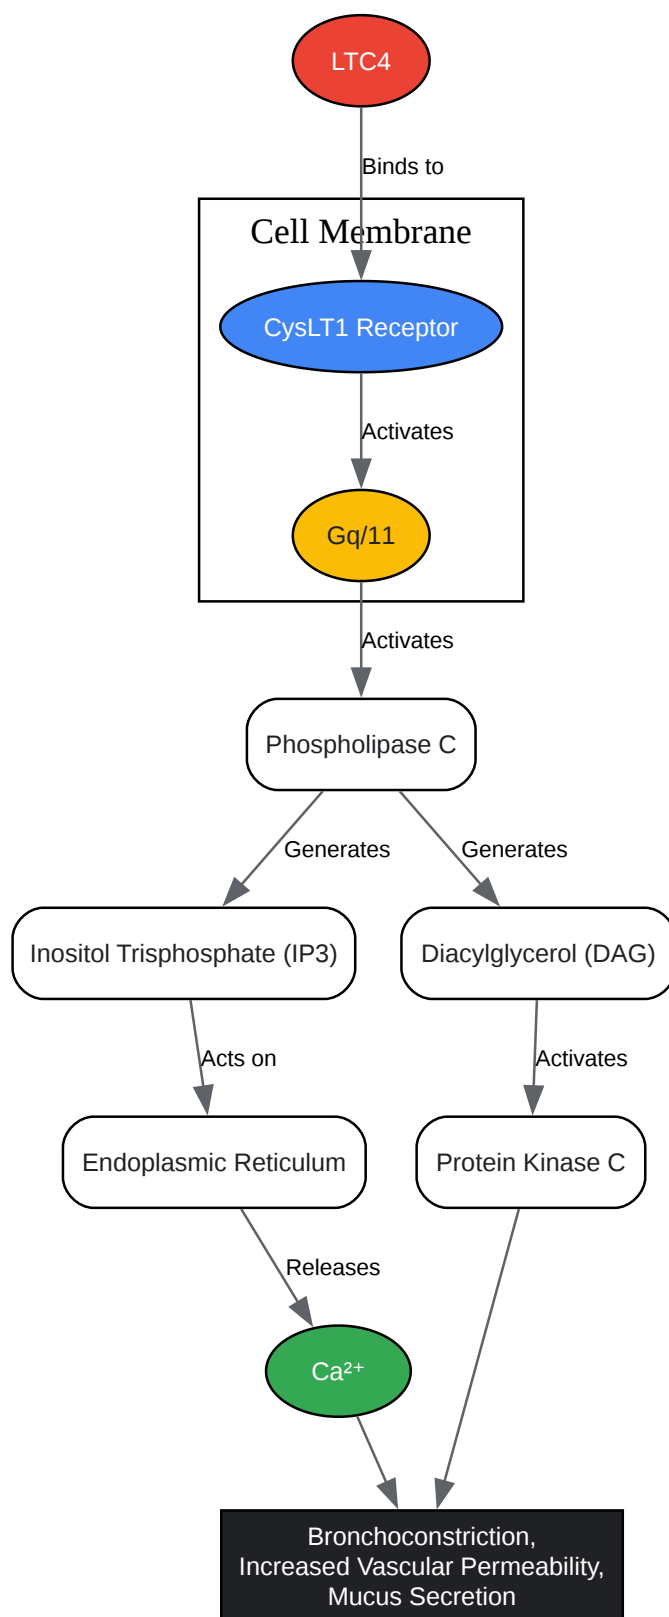 LTC4
Binds to
Cell Membrane
CysLT1 Receptor
Activates
Gq/11
Activates
Phospholipase C
Generates
Generates
Inositol Trisphosphate (IP3)
Diacylglycerol (DAG)
Acts on
Activates
Endoplasmic Reticulum
Protein Kinase C
Releases
Ca²⁺
Bronchoconstriction,
Increased Vascular Permeability,
Mucus Secretion